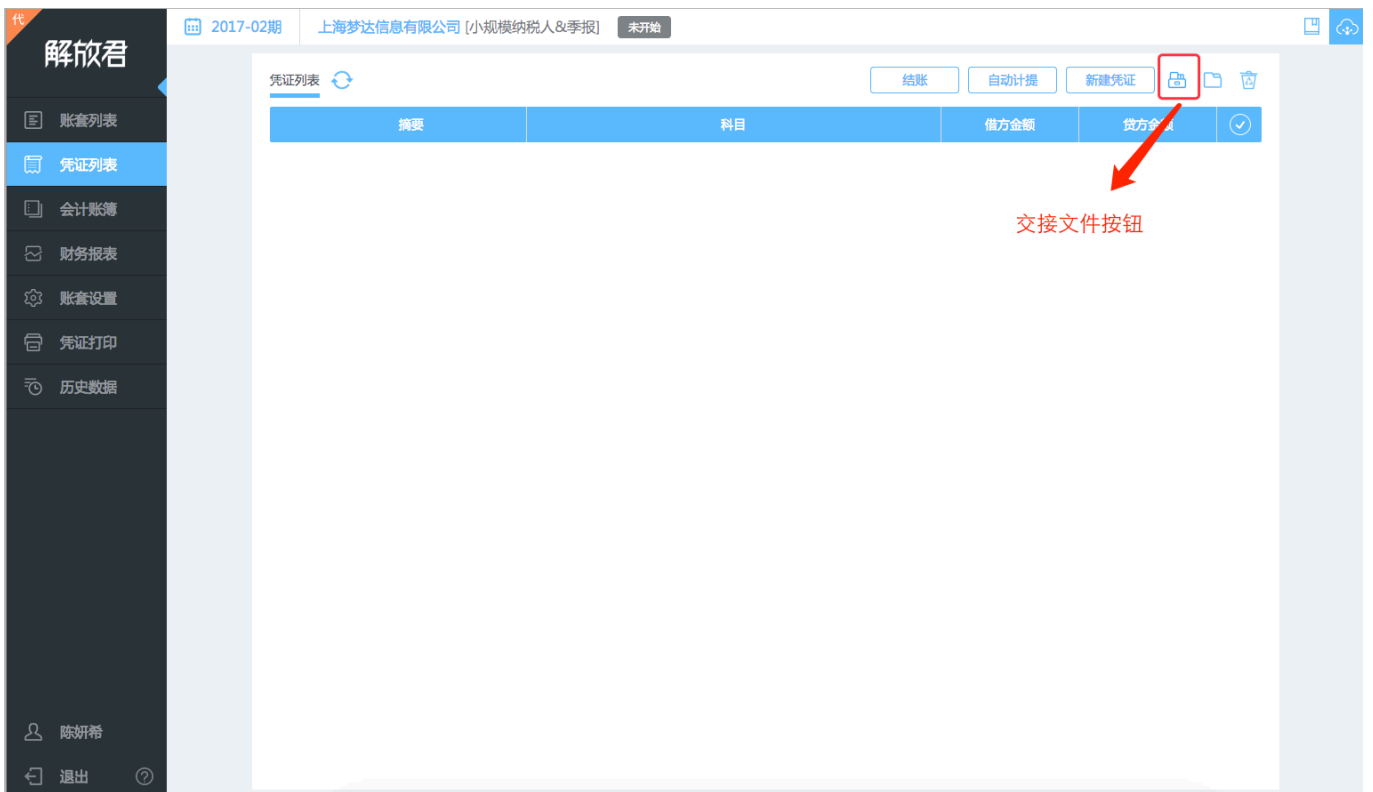 代
解放君
2017-02期 上海梦达信息有限公司 [小规模纳税人&季报] 未开始
凭证列表 结账 自动计提 新建凭证
摘要 科目 借方金额 贷方金额
账套列表
凭证列表
会计账簿
财务报表
账套设置
凭证打印
历史数据
交接文件按钮
陈妍希
退出